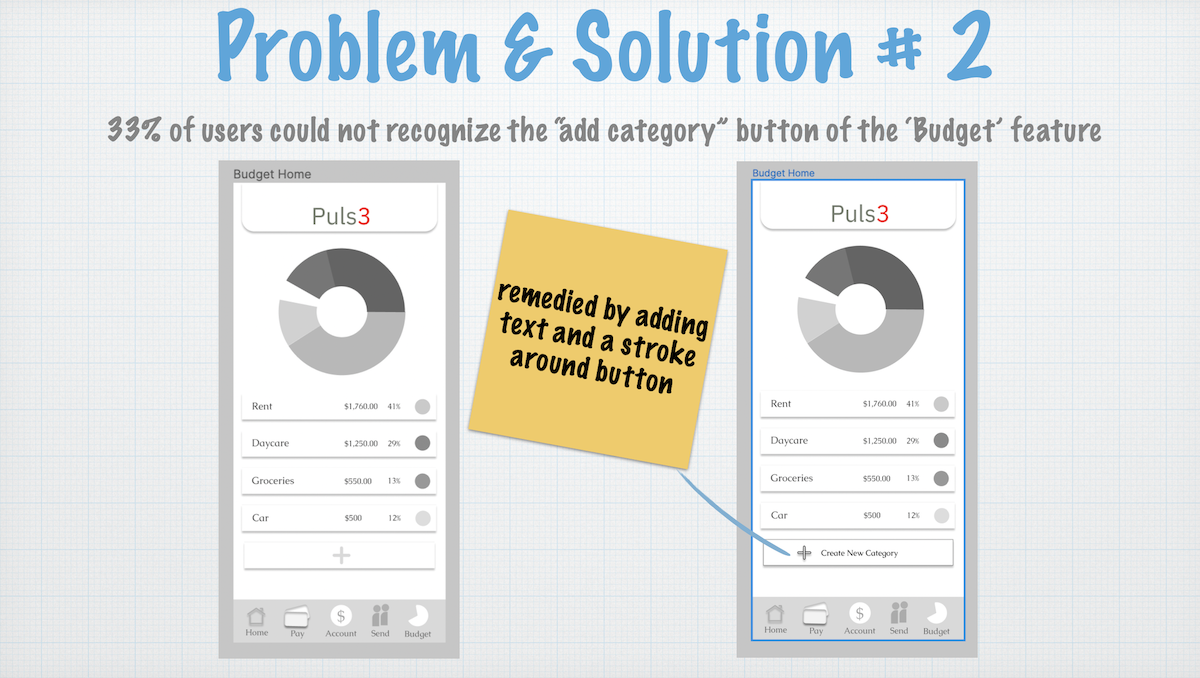 Problem & Solution # 2
33% of users could not recognize the “add category” button of the ‘Budget’ feature
Budget Home
Puls3
Rent $1,760.00 41%
Daycare $1,250.00 29%
Groceries $550.00 13%
Car $500 12%
+
Home Pay $ Account Send Budget
remedied by adding
text and a stroke
around button
Budget Home
Puls3
Rent $1,760.00 41%
Daycare $1,250.00 29%
Groceries $550.00 13%
Car $500 12%
+ Create New Category
Home Pay $ Account Send Budget